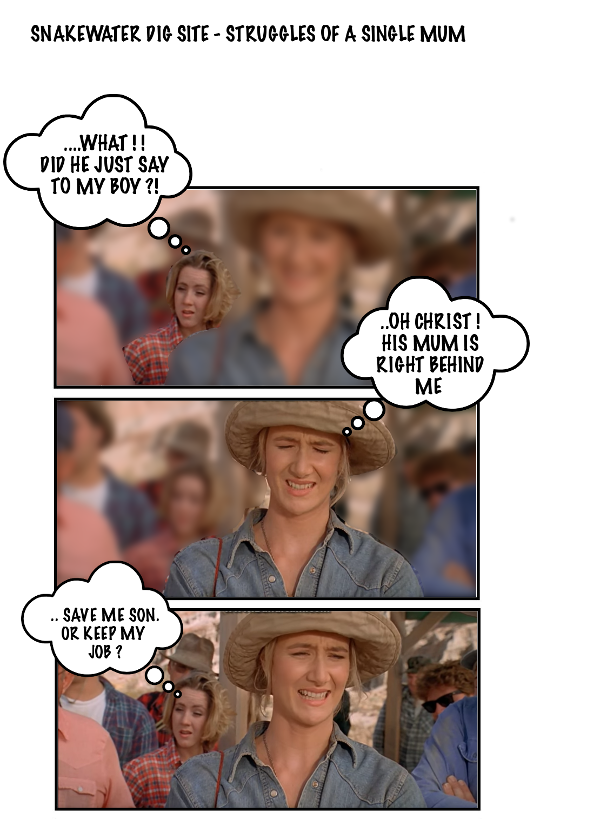 SNAKEWATER DIG SITE - STRUGGLES OF A SINGLE MUM
....WHAT ! !
DID HE JUST SAY
TO MY BOY ?!
..OH CHRIST !
HIS MUM IS
RIGHT BEHIND
ME
.. SAVE ME SON.
OR KEEP MY
JOB ?